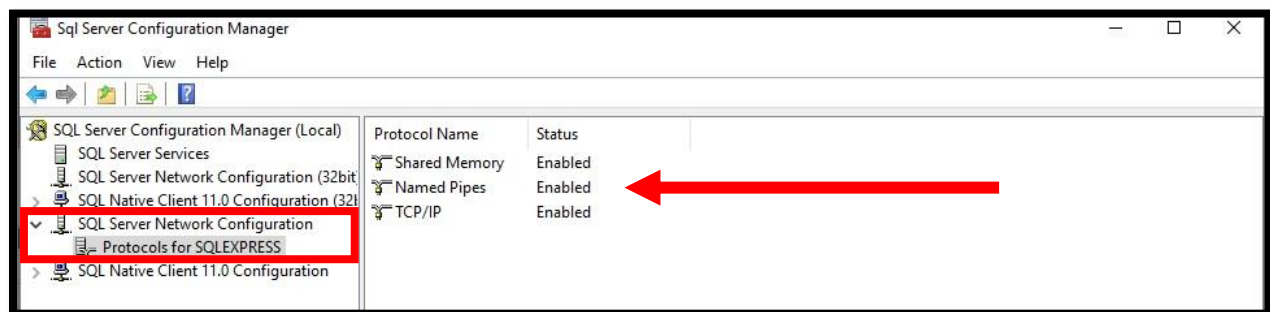 Sql Server Configuration Manager
File Action View Help
SQL Server Configuration Manager (Local)
SQL Server Services
SQL Server Network Configuration (32bit
SQL Native Client 11.0 Configuration (32
SQL Server Network Configuration
Protocols for SQLEXPRESS
SQL Native Client 11.0 Configuration
Protocol Name Status
Shared Memory Enabled
Named Pipes Enabled
TCP/IP Enabled